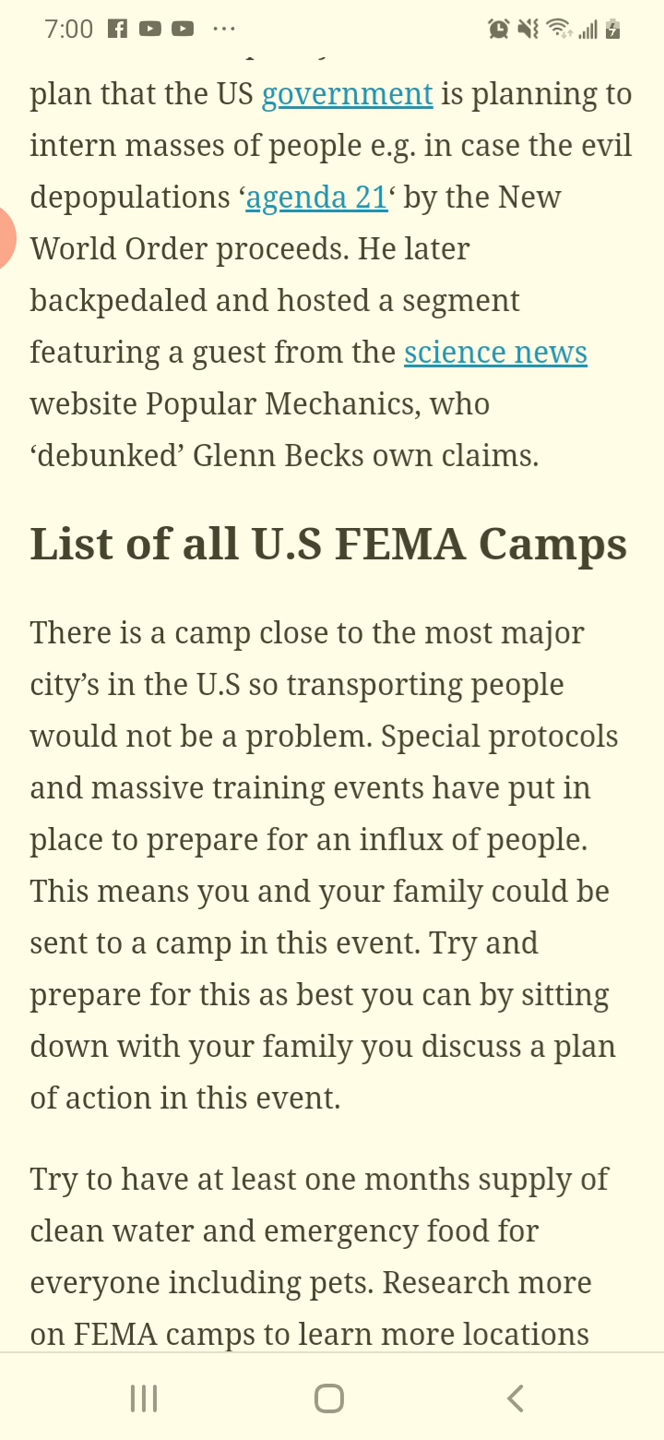 7:00
plan that the US government is planning to
intern masses of people e.g. in case the evil
depopulations ‘agenda 21‘ by the New
World Order proceeds. He later
backpedaled and hosted a segment
featuring a guest from the science news
website Popular Mechanics, who
‘debunked’ Glenn Becks own claims.
List of all U.S FEMA Camps
There is a camp close to the most major
city’s in the U.S so transporting people
would not be a problem. Special protocols
and massive training events have put in
place to prepare for an influx of people.
This means you and your family could be
sent to a camp in this event. Try and
prepare for this as best you can by sitting
down with your family you discuss a plan
of action in this event.
Try to have at least one months supply of
clean water and emergency food for
everyone including pets. Research more
on FEMA camps to learn more locations